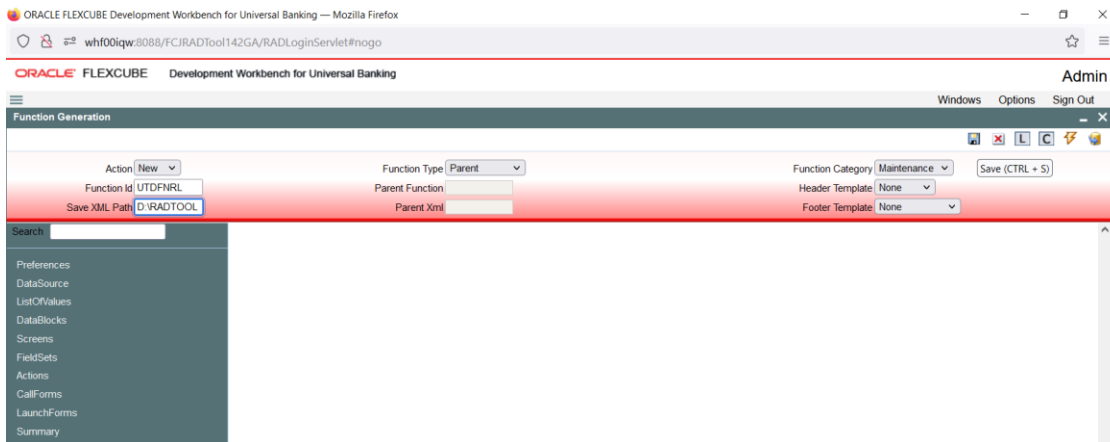 ORACLE FLEXCUBE Development Workbench for Universal Banking — Mozilla Firefox
whf00iqw:8088/FCJRADTool142GA/RADLoginServlet#nogo
ORACLE FLEXCUBE Development Workbench for Universal Banking Admin
Windows Options Sign Out
Function Generation
L C
Action New Function Type Parent Function Category Maintenance Save (CTRL + S)
Function Id UTDFNRL Parent Function Header Template None
Save XML Path D:\RADTOOL Parent Xml Footer Template None
Search
Preferences
DataSource
ListOfValues
DataBlocks
Screens
FieldSets
Actions
CallForms
LaunchForms
Summary